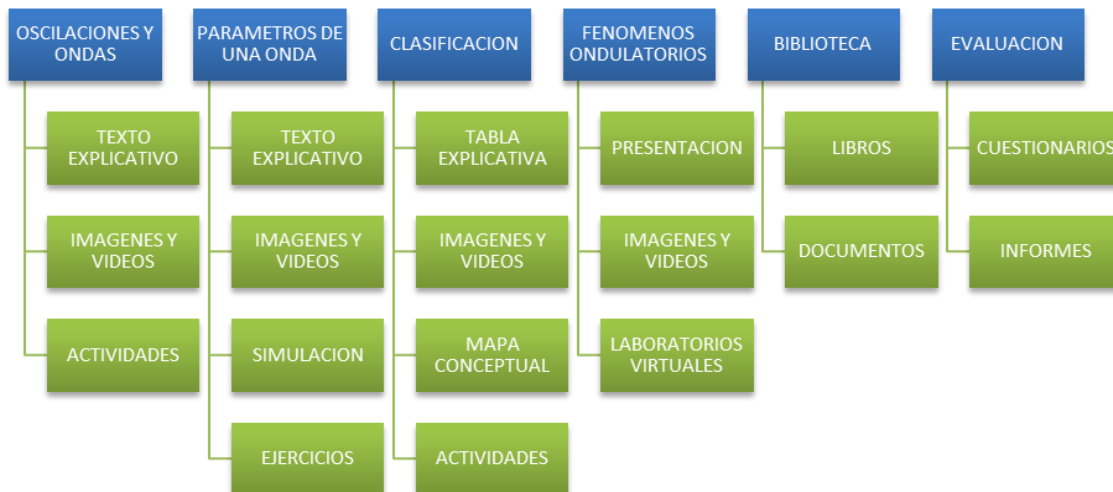 OSCILACIONES Y
ONDAS
TEXTO
EXPLICATIVO
IMAGENES Y
VIDEOS
ACTIVIDADES
PARAMETROS DE
UNA ONDA
TEXTO
EXPLICATIVO
IMAGENES Y
VIDEOS
SIMULACION
EJERCICIOS
CLASIFICACION
TABLA
EXPLICATIVA
IMAGENES Y
VIDEOS
MAPA
CONCEPTUAL
ACTIVIDADES
FENOMENOS
ONDULATORIOS
PRESENTACION
IMAGENES Y
VIDEOS
LABORATORIOS
VIRTUALES
BIBLIOTECA
LIBROS
DOCUMENTOS
EVALUACION
CUESTIONARIOS
INFORMES